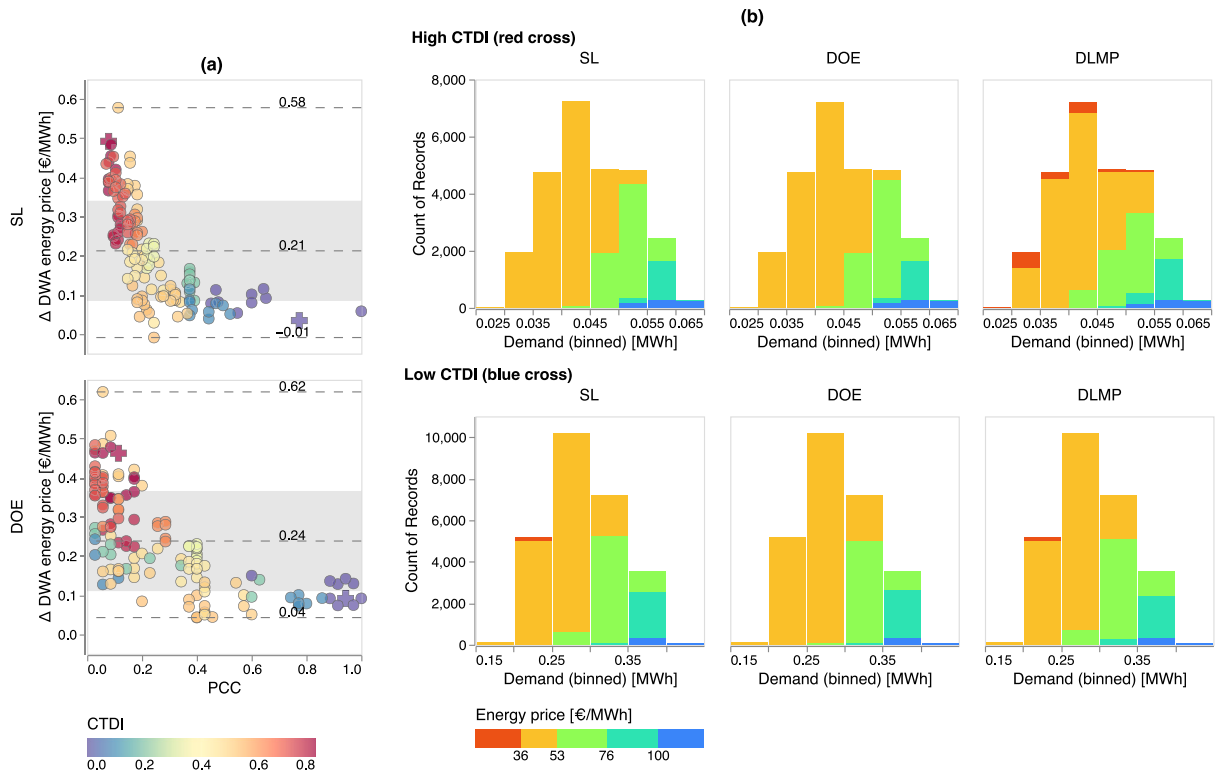 (a)
Δ DWA energy price [€/MWh]
SL
0.6
0.5
0.4
0.3
0.2
0.1
0.0
0.58
0.21
−0.01
Δ DWA energy price [€/MWh]
DOE
0.6
0.5
0.4
0.3
0.2
0.1
0.0
0.62
0.24
0.04
0.0 0.2 0.4 0.6 0.8 1.0
PCC
CTDI
0.0 0.2 0.4 0.6 0.8
(b)
High CTDI (red cross)
SL DOE DLMP
Count of Records
8,000
6,000
4,000
2,000
0
0.025 0.035 0.045 0.055 0.065
0.025 0.035 0.045 0.055 0.065
0.025 0.035 0.045 0.055 0.065
Demand (binned) [MWh] Demand (binned) [MWh] Demand (binned) [MWh]
Low CTDI (blue cross)
SL DOE DLMP
Count of Records
10,000
8,000
6,000
4,000
2,000
0
0.15 0.25 0.35
0.15 0.25 0.35
0.15 0.25 0.35
Demand (binned) [MWh] Demand (binned) [MWh] Demand (binned) [MWh]
Energy price [€/MWh]
36 53 76 100